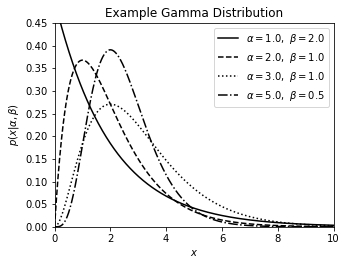 Example Gamma Distribution
p(x|α, β)
0.45
0.40
0.35
0.30
0.25
0.20
0.15
0.10
0.05
0.00
α = 1.0, β = 2.0
α = 2.0, β = 1.0
α = 3.0, β = 1.0
α = 5.0, β = 0.5
0 2 4 6 8 10
x